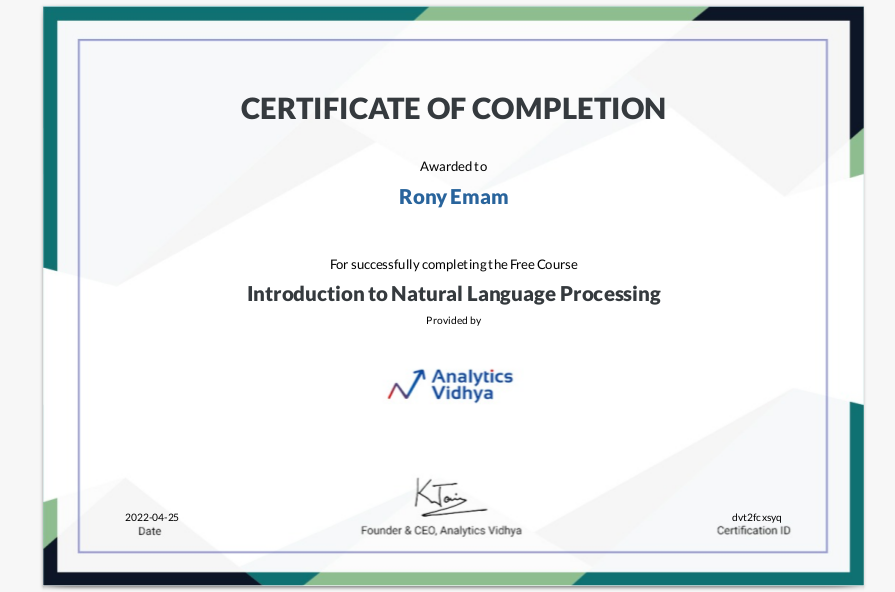 CERTIFICATE OF COMPLETION
Awarded to
Rony Emam
For successfully completing the Free Course
Introduction to Natural Language Processing
Provided by
Analytics
Vidhya
K Jain
2022-04-25
Date
Founder & CEO, Analytics Vidhya
dvt2fcxsyq
Certification ID